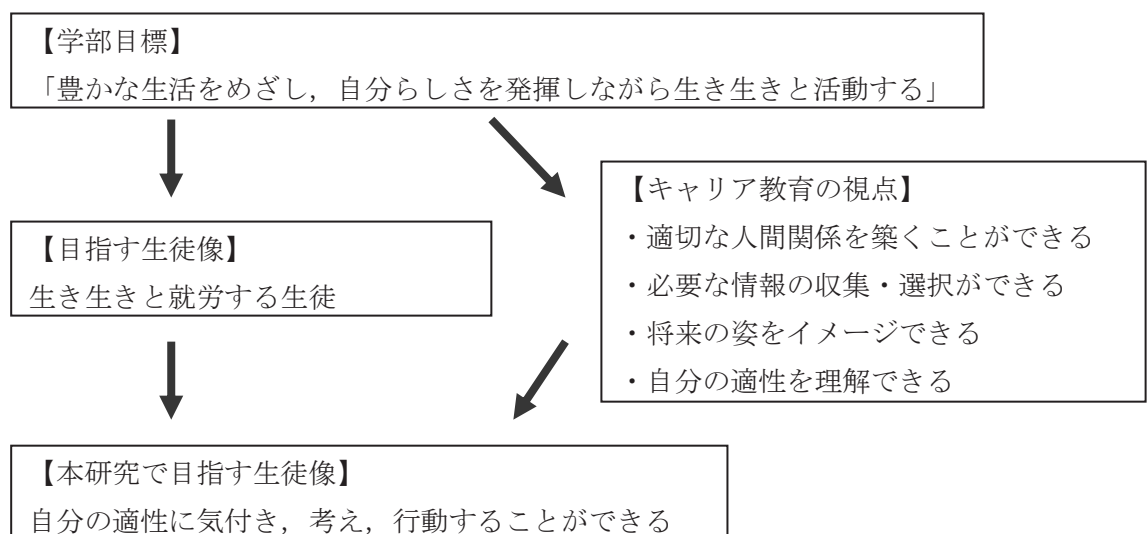 【学部目標】
「豊かな生活をめざし，自分らしさを発揮しながら生き生きと活動する」
【キャリア教育の視点】
・適切な人間関係を築くことができる
・必要な情報の収集・選択ができる
・将来の姿をイメージできる
・自分の適性を理解できる
【目指す生徒像】
生き生きと就労する生徒
【本研究で目指す生徒像】
自分の適性に気付き，考え，行動することができる